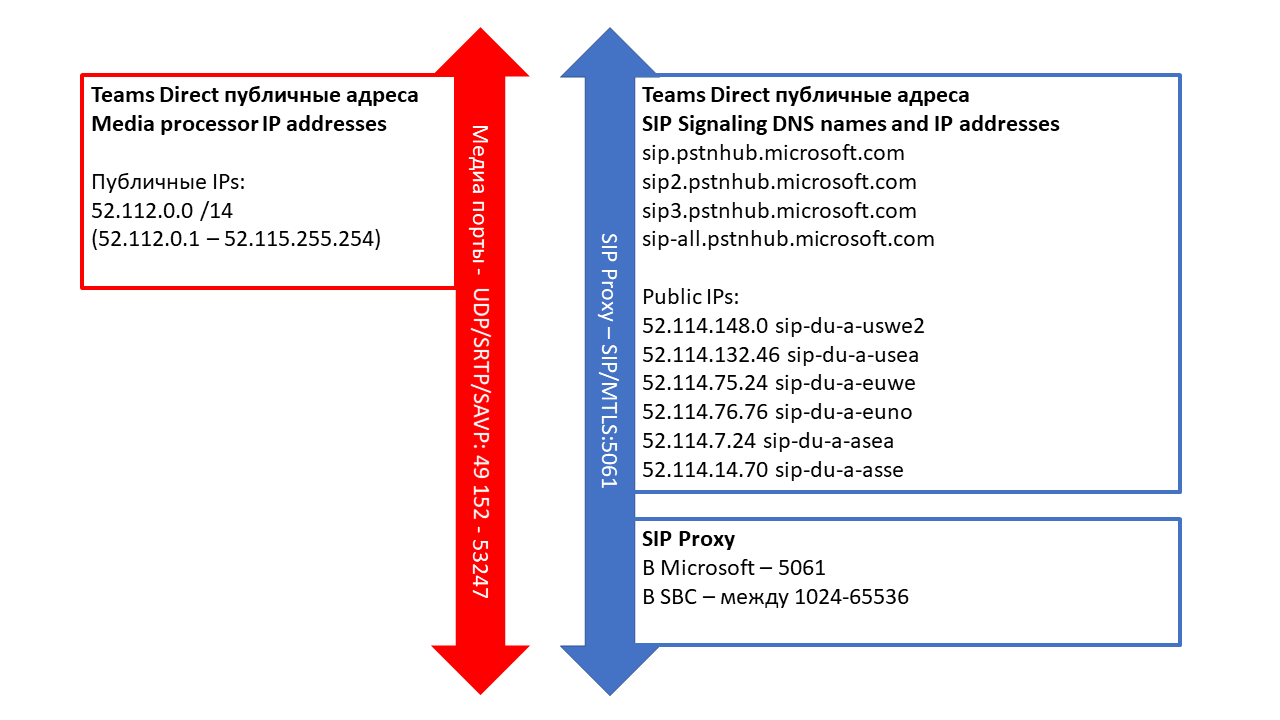 Teams Direct публичные адреса
Media processor IP addresses
Публичные IPs:
52.112.0.0 /14
(52.112.0.1 – 52.115.255.254)
Медиа порты - UDP/SRTP/SAVP: 49 152 - 53247
SIP Proxy – SIP/MTLS:5061
Teams Direct публичные адреса
SIP Signaling DNS names and IP addresses
sip.pstnhub.microsoft.com
sip2.pstnhub.microsoft.com
sip3.pstnhub.microsoft.com
sip-all.pstnhub.microsoft.com
Public IPs:
52.114.148.0 sip-du-a-uswe2
52.114.132.46 sip-du-a-usea
52.114.75.24 sip-du-a-euwe
52.114.76.76 sip-du-a-euno
52.114.7.24 sip-du-a-asea
52.114.14.70 sip-du-a-asse
SIP Proxy
В Microsoft – 5061
В SBC – между 1024-65536